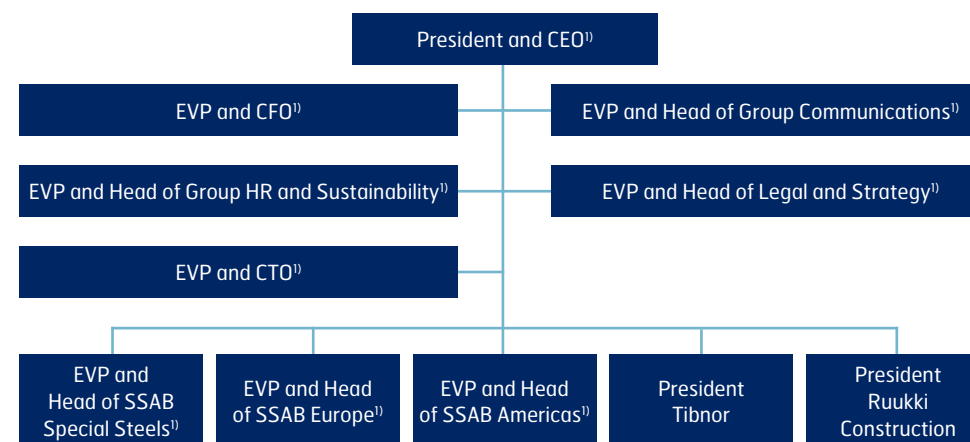 President and CEO¹⁾
EVP and CFO¹⁾
EVP and Head of Group Communications¹⁾
EVP and Head of Group HR and Sustainability¹⁾
EVP and Head of Legal and Strategy¹⁾
EVP and CTO¹⁾
EVP and
Head of SSAB
Special Steels¹⁾
EVP and Head
of SSAB Europe¹⁾
EVP and Head
of SSAB Americas¹⁾
President
Tibnor
President
Ruukki
Construction